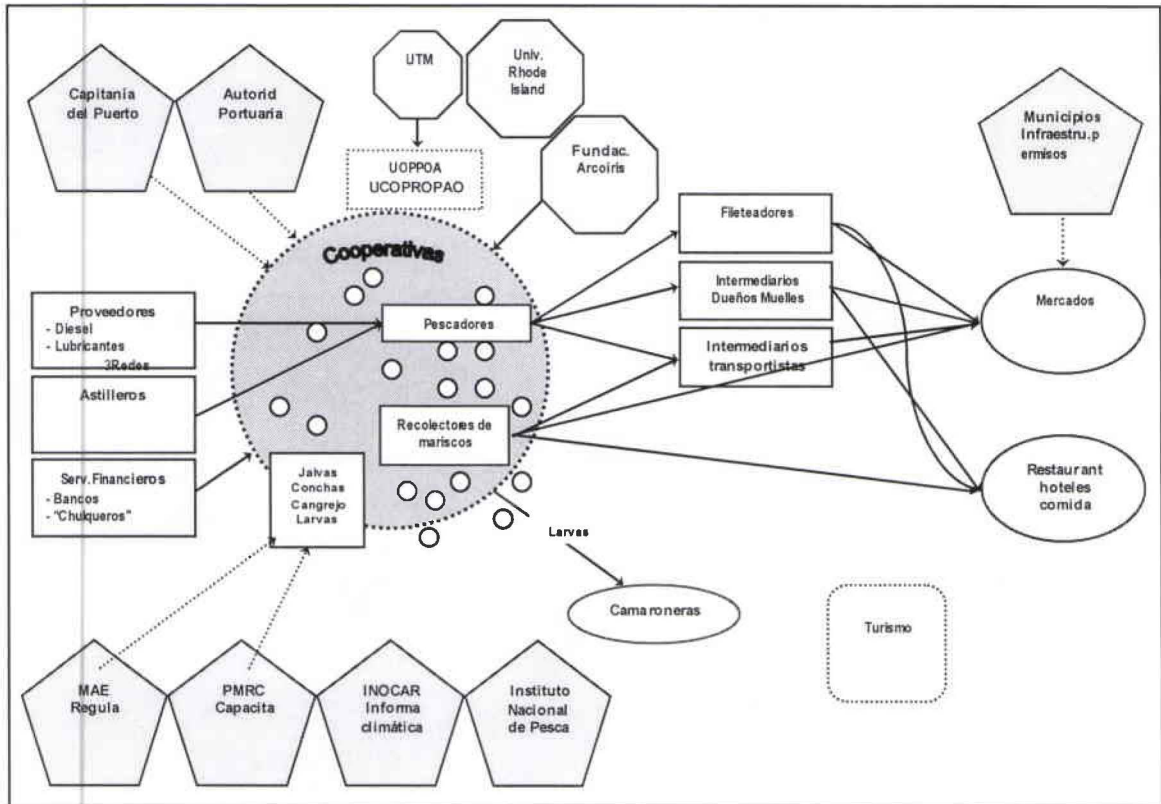 Capitania
del Puerto
Autorid
Portuaria
UTM
Univ.
Rhode
Island
Fundac.
Arcoiris
Municipios
Infraestru.p
ermisos
UOPPOA
UCOPROPAO
Cooperativas
Proveedores
- Diesel
- Lubricantes
3Redes
Astilleros
Serv.Financieros
- Bancos
- "Chulqueros"
Pescadores
Recolectores de
mariscos
Jaivas
Conchas
Cangrejo
Larvas
Fileteadores
Intermediarios
Dueños Muelles
Intermediarios
transportistas
Mercados
Restaurant
hoteles
comida
Larvas
Camaroneras
Turismo
MAE
Regula
PMRC
Capacita
INOCAR
Informa
climática
Instituto
Nacional
de Pesca